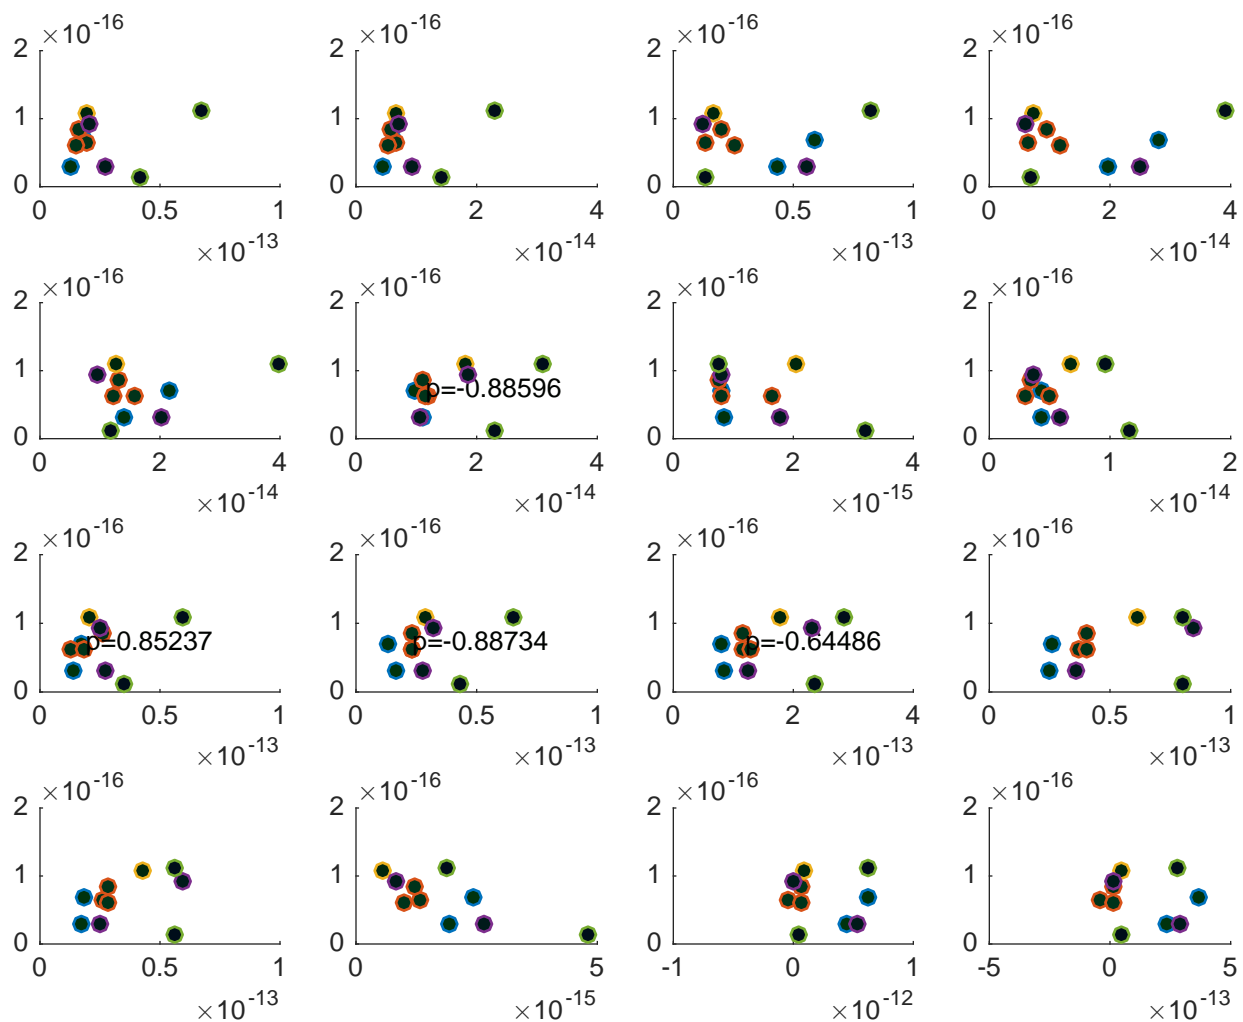 ×10-16 ×10-16 ×10-16 ×10-16
2 2 2 2
1 1 1 1
0 0 0 0
0 0.5 1 0 2 4 0 0.5 1 0 2 4
×10-13 ×10-14 ×10-13 ×10-14
×10-16 ×10-16 ×10-16 ×10-16
2 2 2 2
1 1 1 1
p=-0.88596
0 0 0 0
0 2 4 0 2 4 0 2 4 0 1 2
×10-14 ×10-14 ×10-15 ×10-14
×10-16 ×10-16 ×10-16 ×10-16
2 2 2 2
1 1 1 1
p=0.85237 p=-0.88734 p=-0.64486
0 0 0 0
0 0.5 1 0 0.5 1 0 2 4 0 0.5 1
×10-13 ×10-13 ×10-13 ×10-13
×10-16 ×10-16 ×10-16 ×10-16
2 2 2 2
1 1 1 1
0 0 0 0
0 0.5 1 0 5 -1 0 1 -5 0 5
×10-13 ×10-15 ×10-12 ×10-13